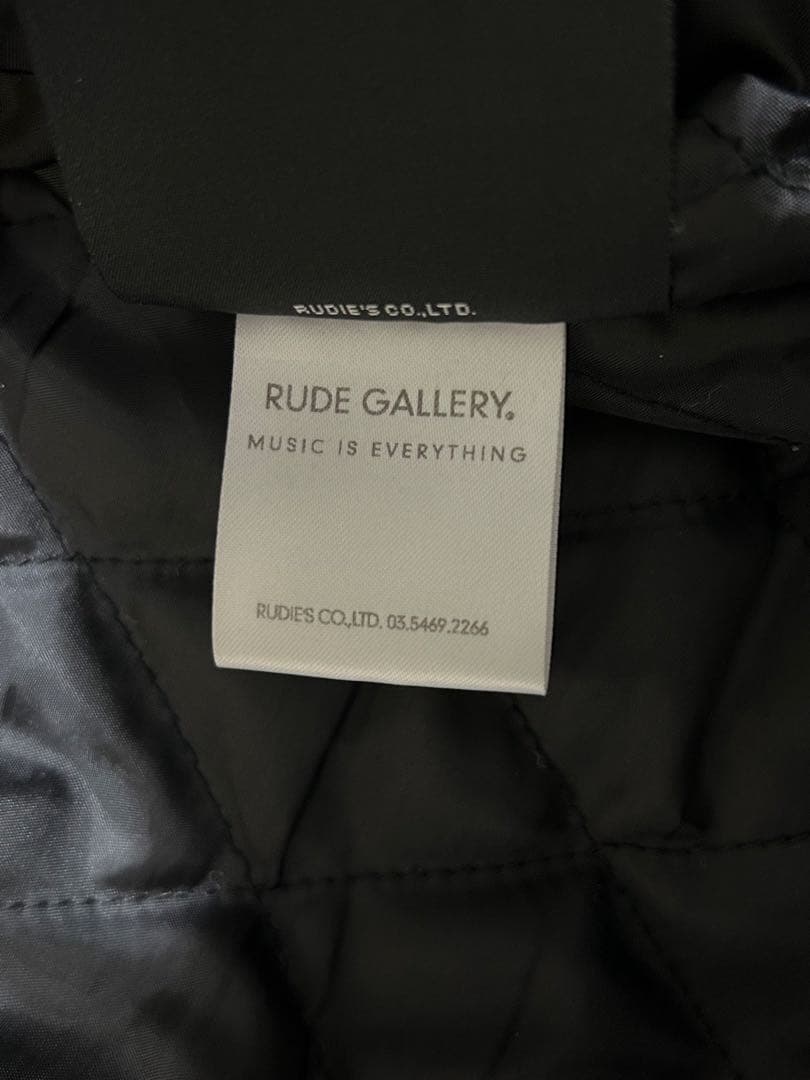 RUDIE'S CO.,LTD.
RUDE GALLERY.
MUSIC IS EVERYTHING
RUDIE'S CO.,LTD. 03.5469.2266